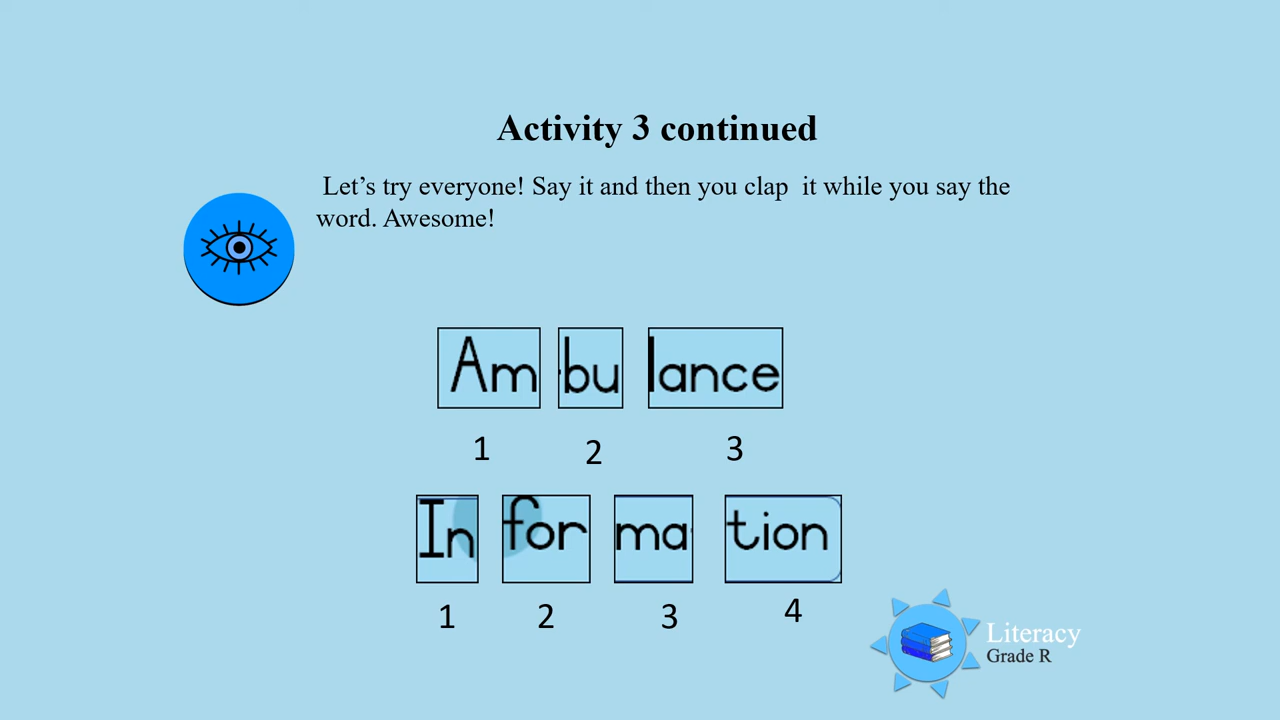 Activity 3 continued
Let’s try everyone! Say it and then you clap it while you say the
word. Awesome!
Am bu lance
1 2 3
In for ma tion
1 2 3 4
Literacy
Grade R